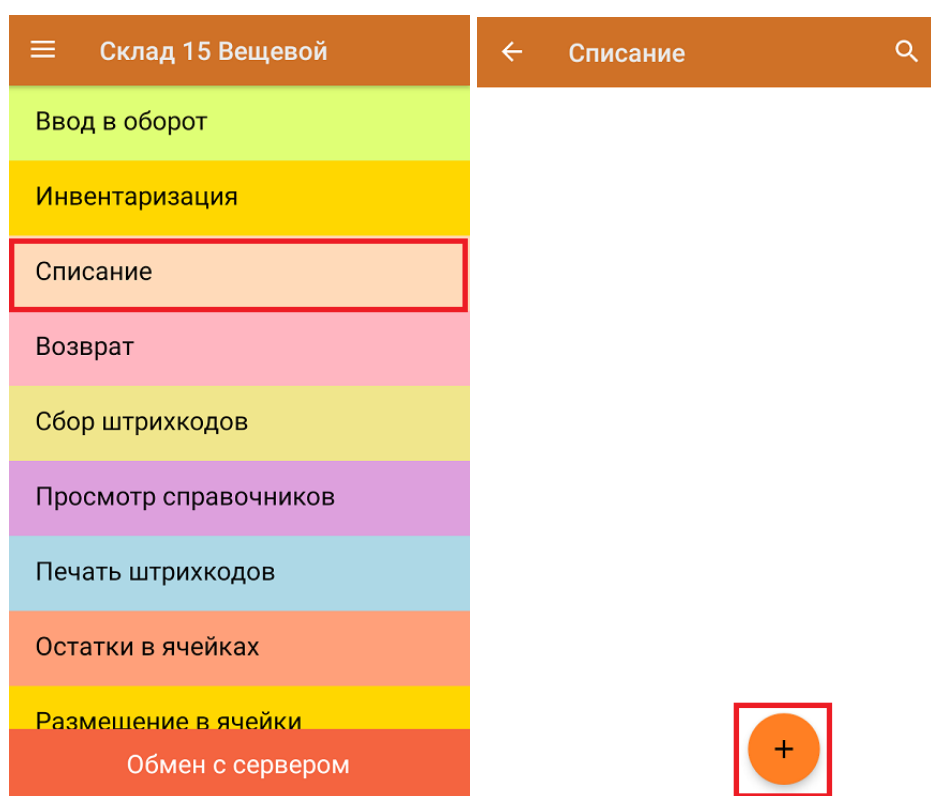 Склад 15 Вещевой
Ввод в оборот
Инвентаризация
Списание
Возврат
Сбор штрихкодов
Просмотр справочников
Печать штрихкодов
Остатки в ячейках
Размещение в ячейки
Обмен с сервером
Списание
+